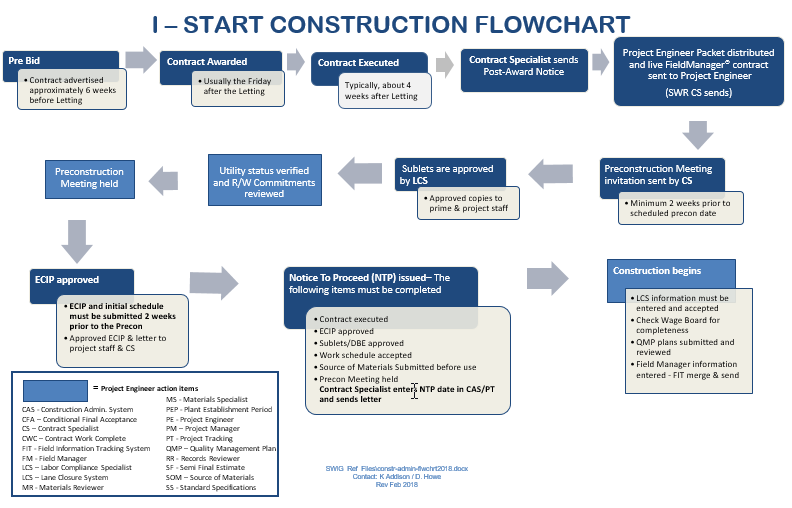 I – START CONSTRUCTION FLOWCHART
Pre Bid
• Contract advertised
approximately 6 weeks
before Letting
Contract Awarded
• Usually the Friday
after the Letting
Contract Executed
Typically, about 4
weeks after Letting
Contract Specialist sends
Post-Award Notice
Project Engineer Packet distributed
and live FieldManager® contract
sent to Project Engineer
(SWR CS sends)
Preconstruction Meeting
invitation sent by CS
• Minimum 2 weeks prior to
scheduled precon date
Sublets are approved
by LCS
• Approved copies to
prime & project staff
Utility status verified
and R/W Commitments
reviewed
Preconstruction
Meeting held
ECIP approved
• ECIP and initial schedule
must be submitted 2 weeks
prior to the Precon
• Approved ECIP & letter to
project staff & CS
Notice To Proceed (NTP) issued– The
following items must be completed
• Contract executed
• ECIP approved
• Sublets/DBE approved
• Work schedule accepted
• Source of Materials Submitted before use
• Precon Meeting held
Contract Specialist enters NTP date in CAS/PT
and sends letter
Construction begins
• LCS information must be
entered and accepted
• Check Wage Board for
completeness
• QMP plans submitted and
reviewed
• Field Manager information
entered - FIT merge & send
= Project Engineer action items
CAS - Construction Admin. System
CFA – Conditional Final Acceptance
CS – Contract Specialist
CWC – Contract Work Complete
FIT - Field Information Tracking System
FM - Field Manager
LCS – Labor Compliance Specialist
LCS – Lane Closure System
MR - Materials Reviewer
MS - Materials Specialist
PEP - Plant Establishment Period
PE - Project Engineer
PM – Project Manager
PT - Project Tracking
QMP – Quality Management Plan
RR - Records Reviewer
SF - Semi Final Estimate
SOM – Source of Materials
SS - Standard Specifications
SWIG Ref Files\constr-admin-flwchrt2018.docx
Contact: K Addison / D. Howe
Rev Feb 2018